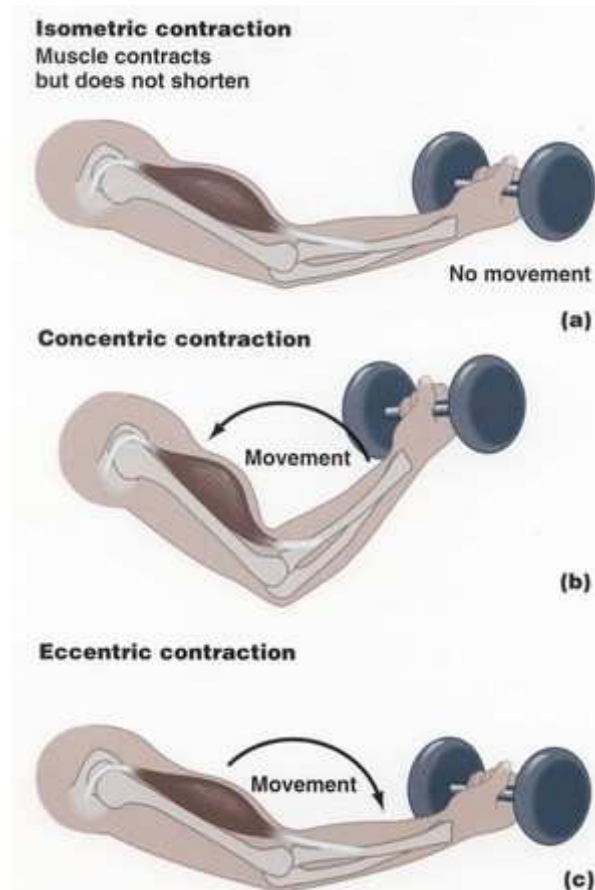 Isometric contraction
Muscle contracts
but does not shorten
No movement
(a)
Concentric contraction
Movement
(b)
Eccentric contraction
Movement
(c)